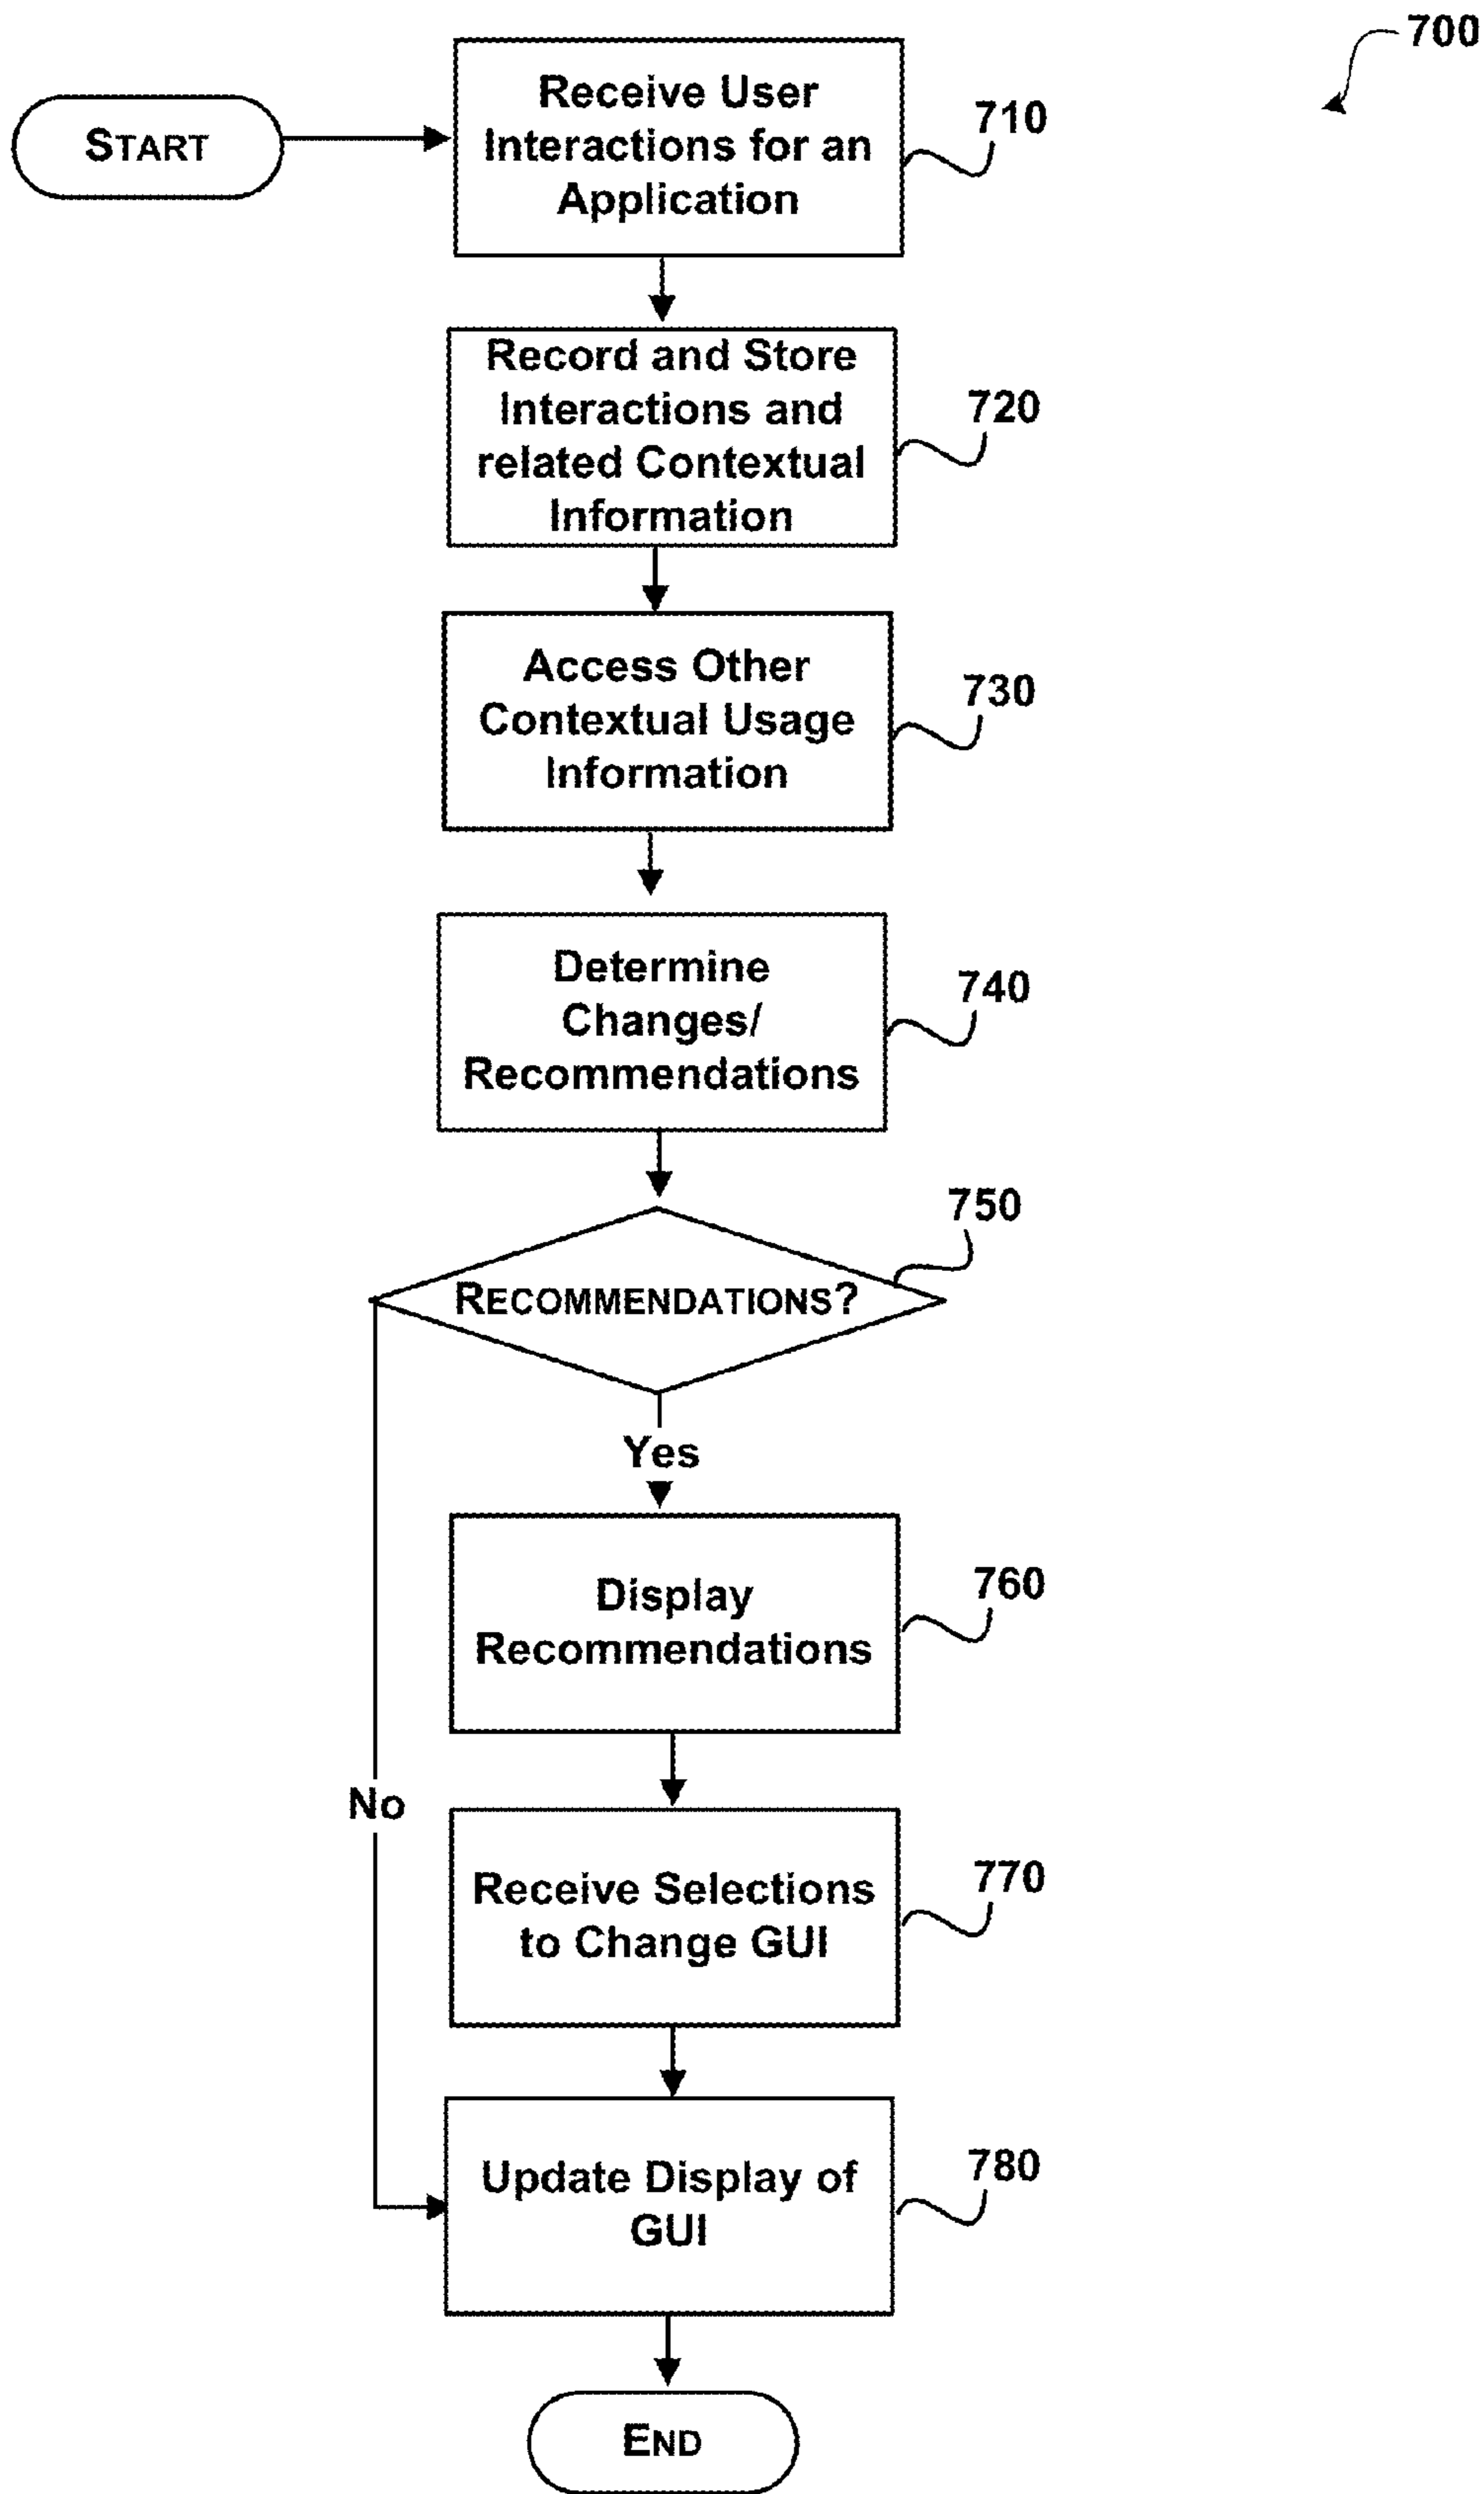 700
START
Receive User
Interactions for an
Application
710
Record and Store
Interactions and
related Contextual
Information
720
Access Other
Contextual Usage
Information
730
Determine
Changes/
Recommendations
740
750
RECOMMENDATIONS?
Yes
Display
Recommendations
760
No
Receive Selections
to Change GUI
770
Update Display of
GUI
780
END